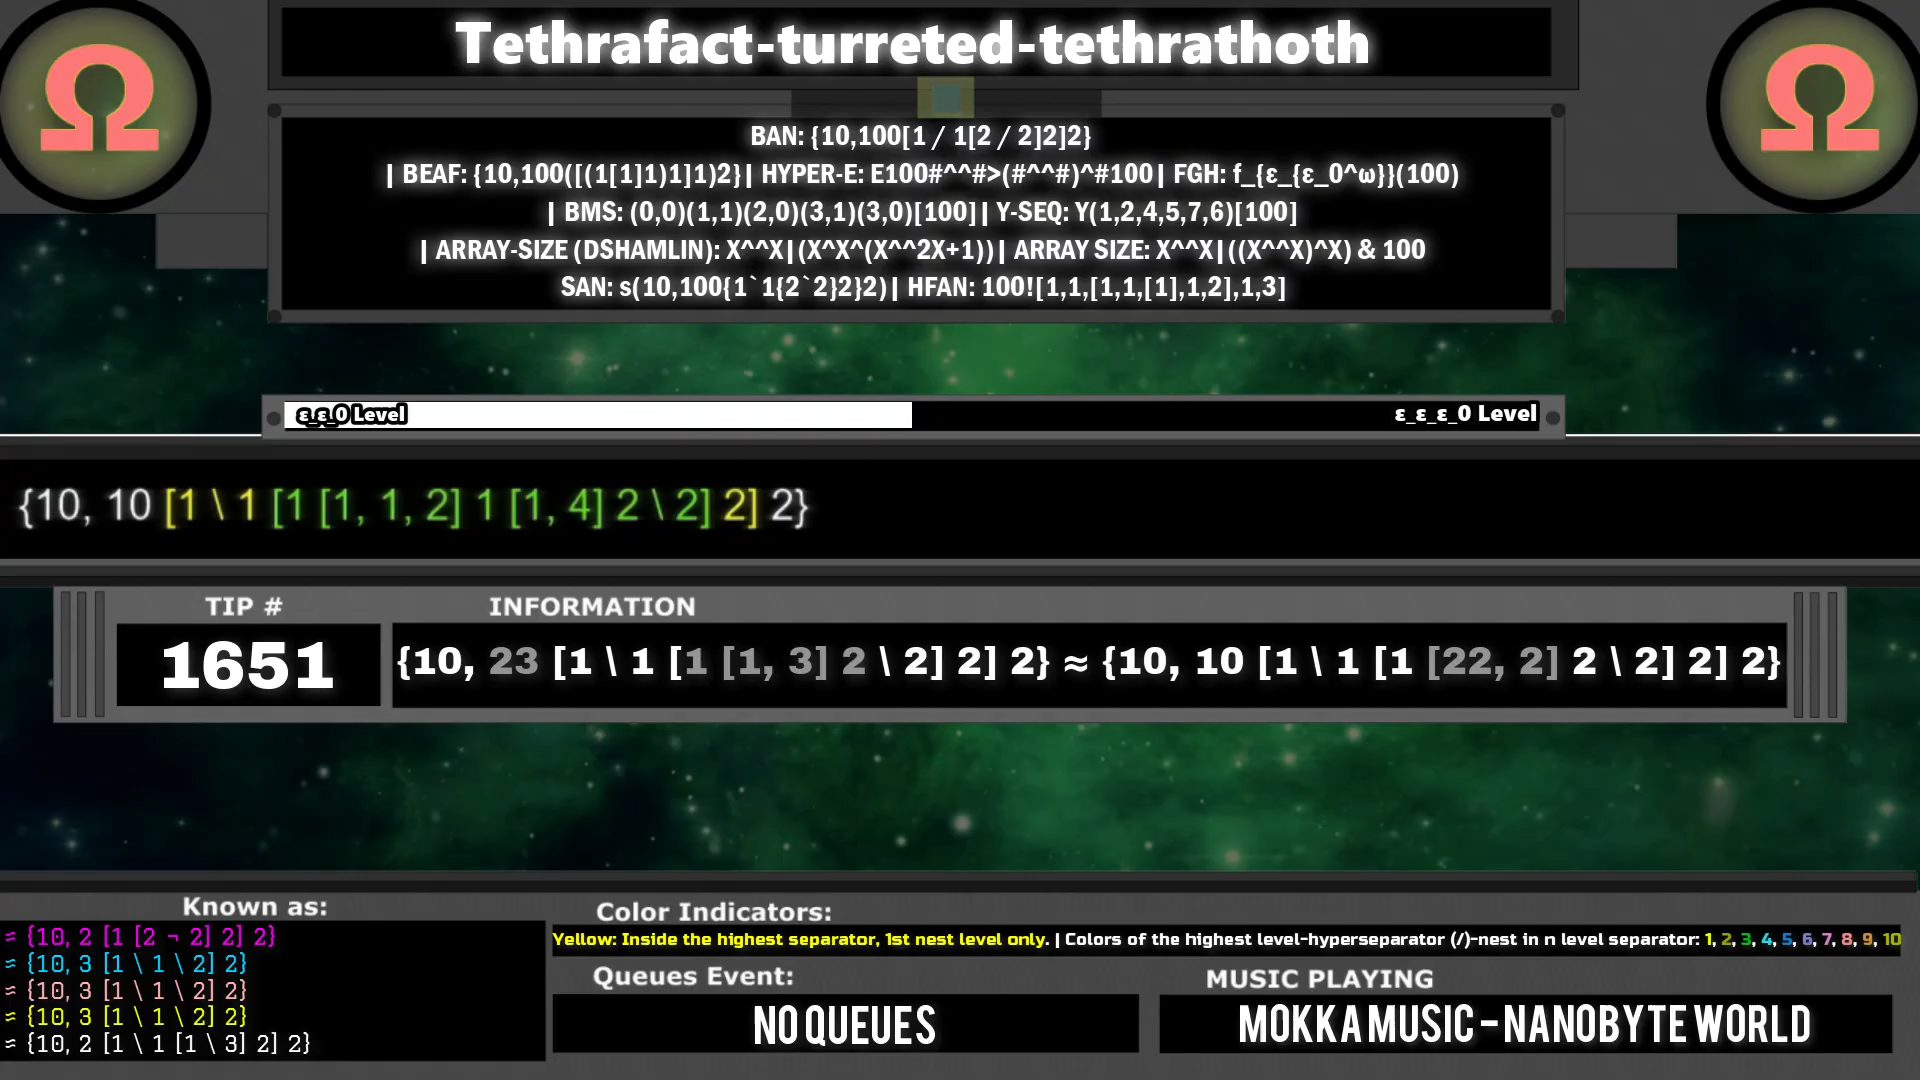 Ω
Tethrafact-turreted-tethrathoth
Ω
BAN: {10,100[1 / 1[2 / 2]2]2}
| BEAF: {10,100([(1[1]1)1]1)2}| HYPER-E: E100#^^#>(#^^#)^#100| FGH: f_{ε_{ε_0^ω}}(100)
| BMS: (0,0)(1,1)(2,0)(3,1)(3,0)[100]| Y-SEQ: Y(1,2,4,5,7,6)[100]
| ARRAY-SIZE (DSHAMLIN): X^^X|(X^X^(X^^2X+1))| ARRAY SIZE: X^^X|((X^^X)^X) & 100
SAN: s(10,100{1`1{2`2}2}2)| HFAN: 100![1,1,[1,1,[1],1,2],1,3]
ε_ε_0 Level
ε_ε_ε_0 Level
{10, 10 [1 \ 1 [1 [1, 1, 2] 1 [1, 4] 2 \ 2] 2] 2}
TIP #
INFORMATION
1651
{10, 23 [1 \ 1 [1 [1, 3] 2 \ 2] 2] 2} ≈ {10, 10 [1 \ 1 [1 [22, 2] 2 \ 2] 2] 2}
Known as:
≈ {10, 2 [1 [2 ¬ 2] 2] 2}
≈ {10, 3 [1 \ 1 \ 2] 2}
≈ {10, 3 [1 \ 1 \ 2] 2}
≈ {10, 3 [1 \ 1 \ 2] 2}
≈ {10, 2 [1 \ 1 [1 \ 3] 2] 2}
Color Indicators:
Yellow: Inside the highest separator, 1st nest level only. | Colors of the highest level-hyperseparator (/)-nest in n level separator: 1, 2, 3, 4, 5, 6, 7, 8, 9, 10
Queues Event:
NO QUEUES
MUSIC PLAYING
MOKKA MUSIC – NANOBYTE WORLD